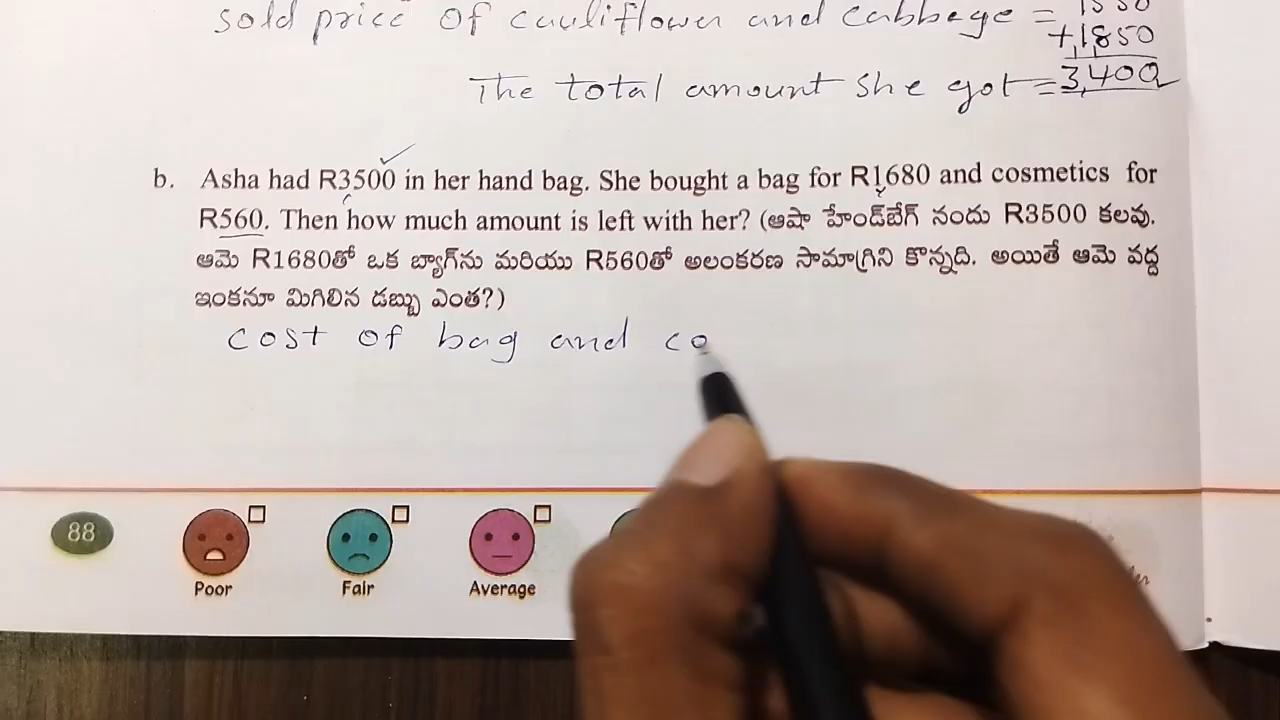 sold price of cauliflower and cabbage =
+1850
The total amount she got = 3,400
b. Asha had R3500 in her hand bag. She bought a bag for R1680 and cosmetics for
R560. Then how much amount is left with her? (ఆషా హేండ్‌బేగ్ నందు R3500 కలవు.
ఆమె R1680తో ఒక బ్యాగ్‌ను మరియు R560తో అలంకరణ సామాగ్రిని కొన్నది. అయితే ఆమె వద్ద
ఇంకనూ మిగిలిన డబ్బు ఎంత?)
cost of bag and co
88
Poor Fair Average